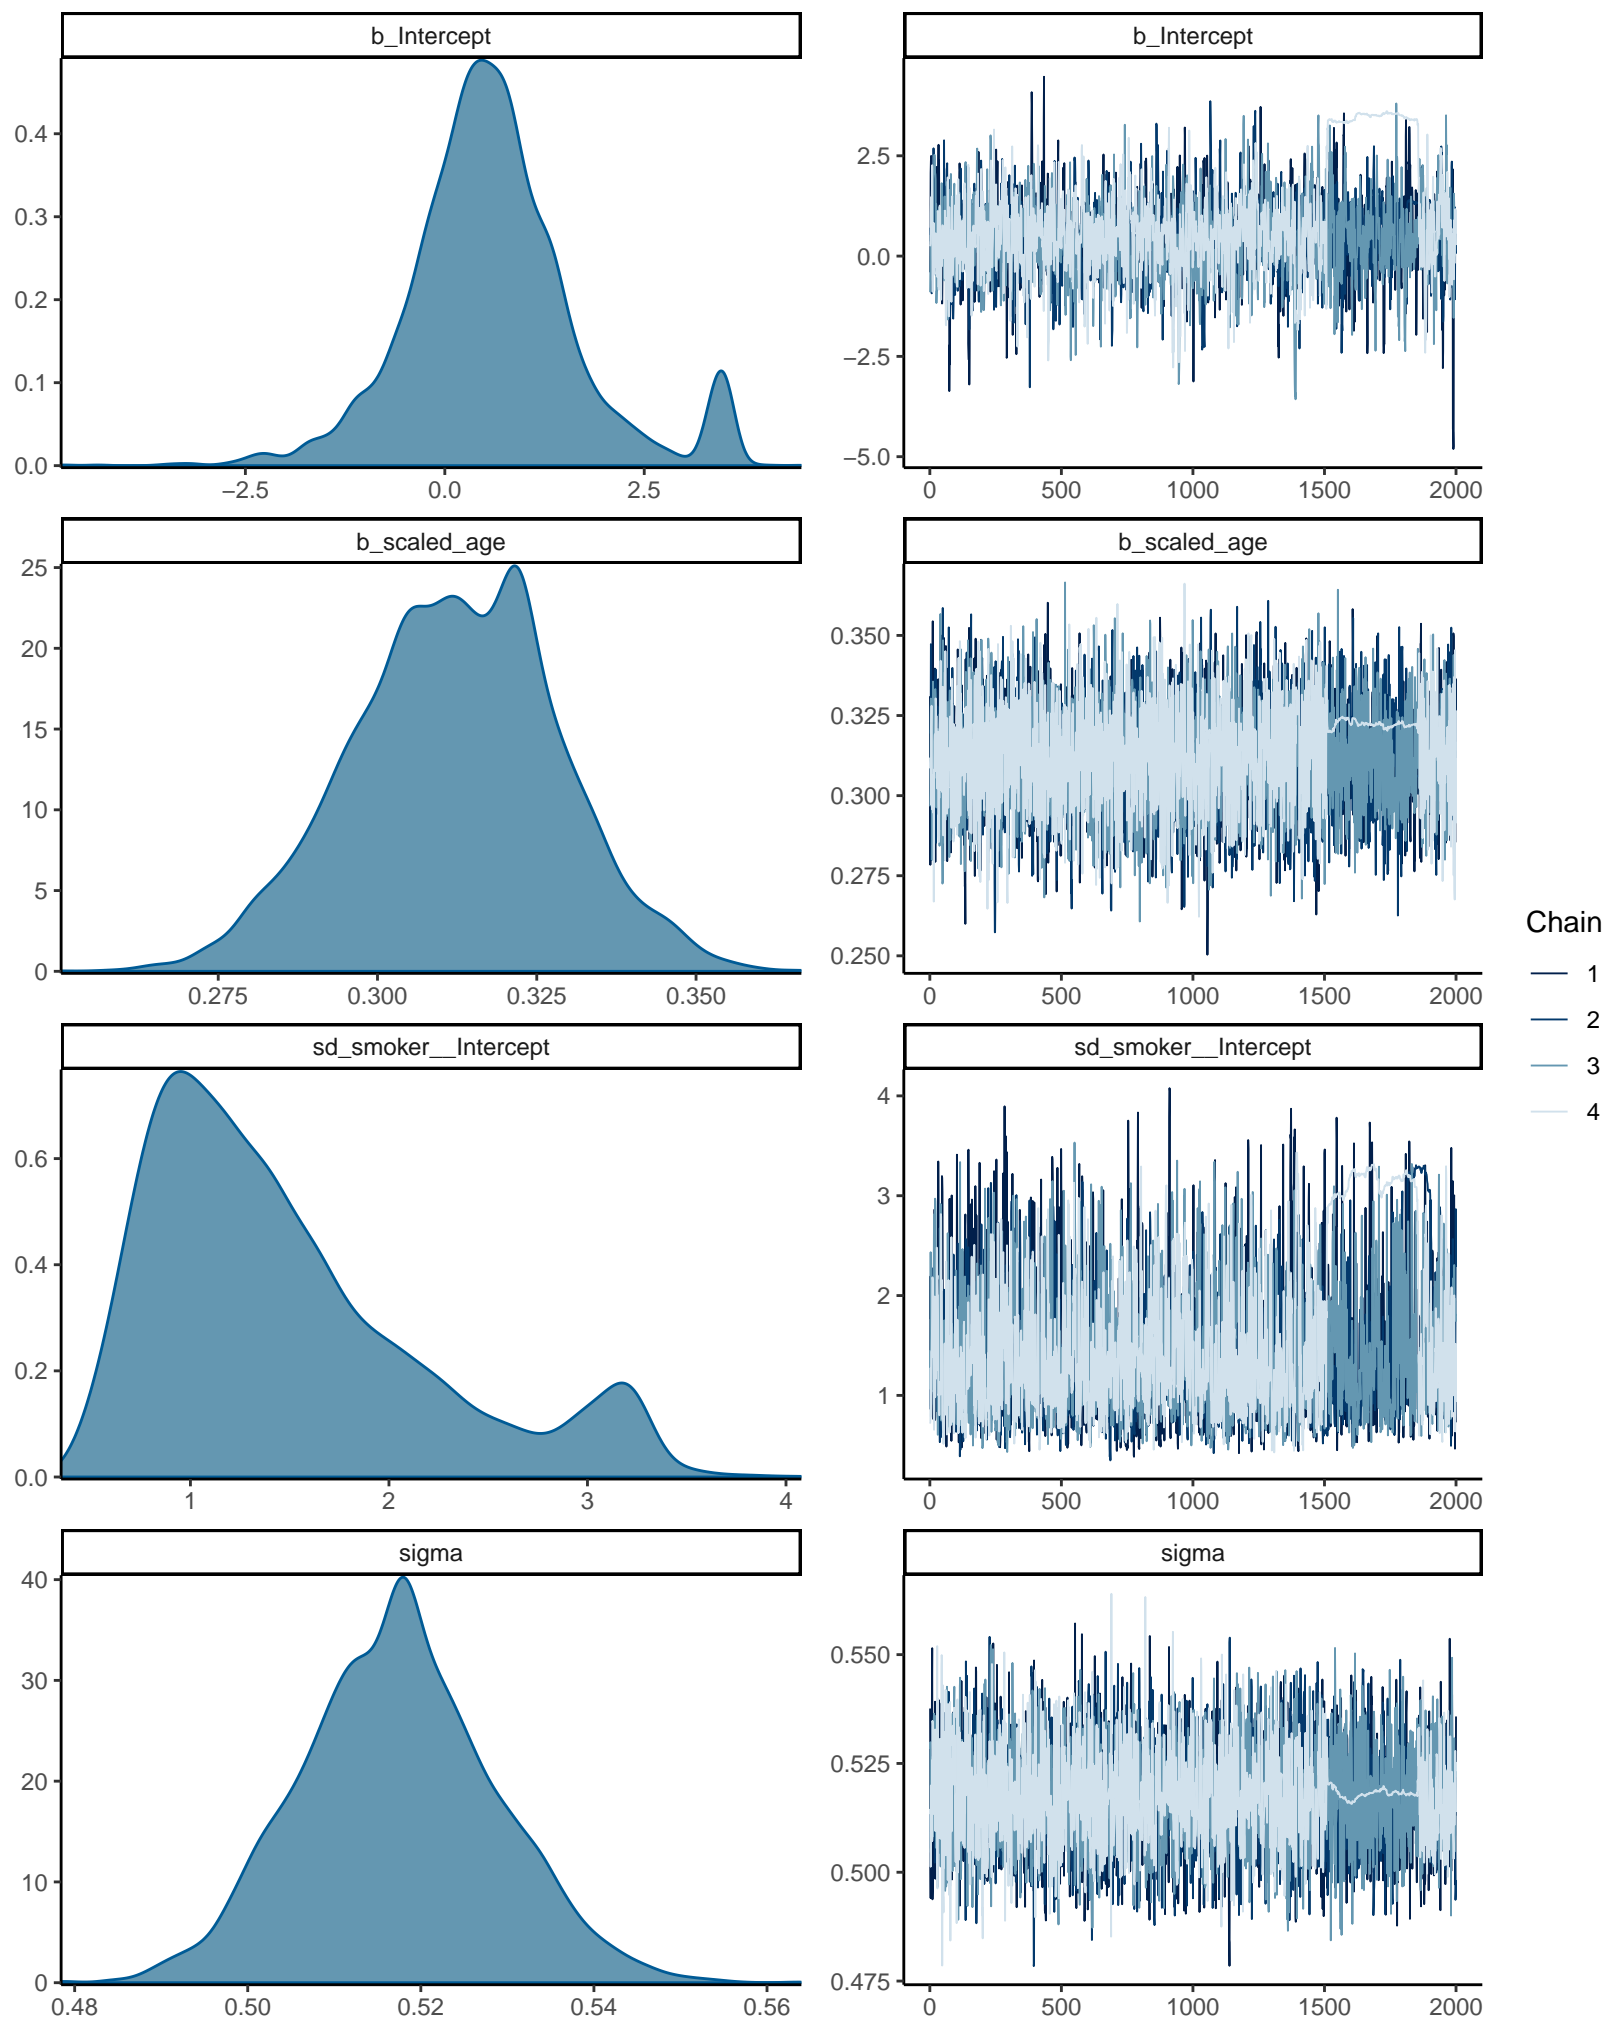 b_Intercept
b_Intercept
0.4
0.3
0.2
0.1
0.0
−2.5 0.0 2.5
2.5
0.0
−2.5
−5.0
0 500 1000 1500 2000
b_scaled_age
b_scaled_age
25
20
15
10
5
0
0.275 0.300 0.325 0.350
0.350
0.325
0.300
0.275
0.250
0 500 1000 1500 2000
Chain
1
2
3
4
sd_smoker__Intercept
sd_smoker__Intercept
0.6
0.4
0.2
0.0
1 2 3 4
4
3
2
1
0 500 1000 1500 2000
sigma
sigma
40
30
20
10
0
0.48 0.50 0.52 0.54 0.56
0.550
0.525
0.500
0.475
0 500 1000 1500 2000